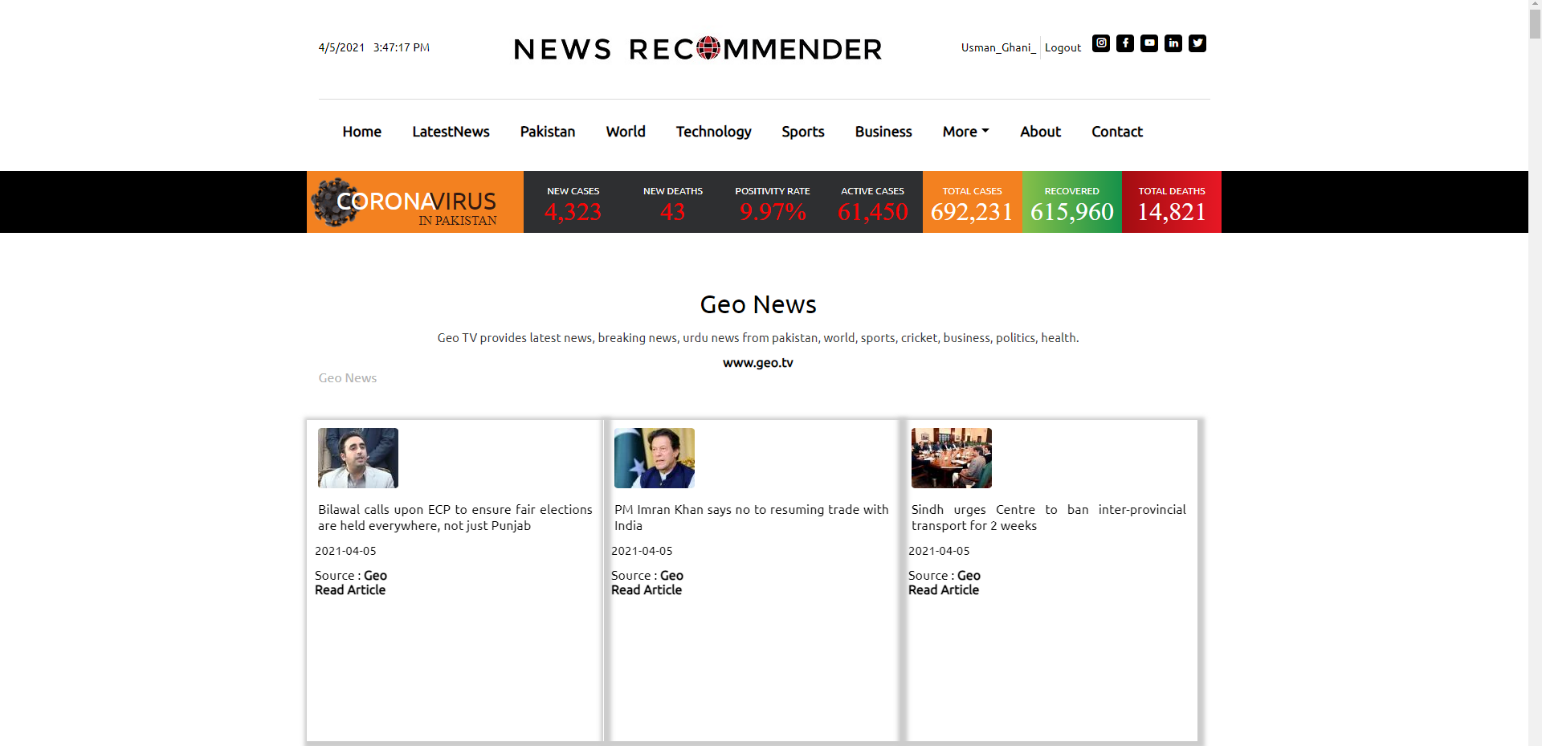 4/5/2021 3:47:17 PM
NEWS RECOMMENDER
Usman_Ghani_ Logout
Home LatestNews Pakistan World Technology Sports Business More About Contact
CORONAVIRUS
IN PAKISTAN
NEW CASES
4,323
NEW DEATHS
43
POSITIVITY RATE
9.97%
ACTIVE CASES
61,450
TOTAL CASES
692,231
RECOVERED
615,960
TOTAL DEATHS
14,821
Geo News
Geo TV provides latest news, breaking news, urdu news from pakistan, world, sports, cricket, business, politics, health.
www.geo.tv
Geo News
Bilawal calls upon ECP to ensure fair elections
are held everywhere, not just Punjab
2021-04-05
Source : Geo
Read Article
PM Imran Khan says no to resuming trade with
India
2021-04-05
Source : Geo
Read Article
Sindh urges Centre to ban inter-provincial
transport for 2 weeks
2021-04-05
Source : Geo
Read Article